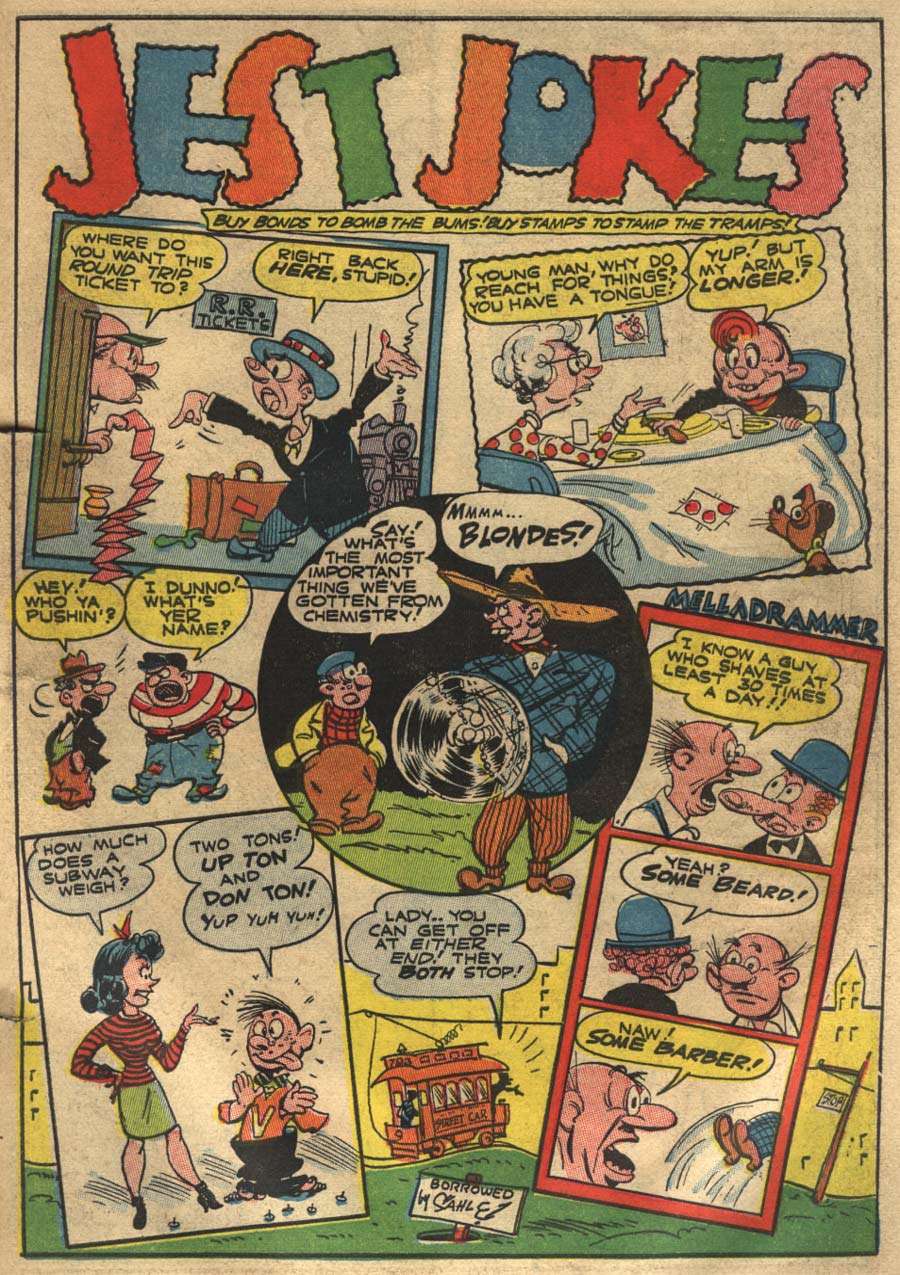 JEST JOKES
BUY BONDS TO BOMB THE BUMS! BUY STAMPS TO STAMP THE TRAMPS!
WHERE DO
YOU WANT THIS
ROUND TRIP
TICKET TO?
RIGHT BACK
HERE, STUPID!
R.R.
TICKETS
YOUNG MAN, WHY DO
REACH FOR THINGS?
YOU HAVE A TONGUE!
YUP! BUT
MY ARM IS
LONGER!
HEY!
WHO YA
PUSHIN'?
I DUNNO!
WHAT'S
YER
NAME?
SAY!
WHAT'S
THE MOST
IMPORTANT
THING WE'VE
GOTTEN FROM
CHEMISTRY!
MMMM...
BLONDES!
MELLADRAMMER
I KNOW A GUY
WHO SHAVES AT
LEAST 30 TIMES
A DAY!!
YEAH?
SOME BEARD!
NAW!
SOME BARBER!
HOW MUCH
DOES A
SUBWAY
WEIGH?
TWO TONS!
UP TON
AND
DON TON!
YUP YUH YUH!
V
LADY.. YOU
CAN GET OFF
AT EITHER
END! THEY
BOTH STOP!
STREET CAR
9
STOP
BORROWED
by CAHLE